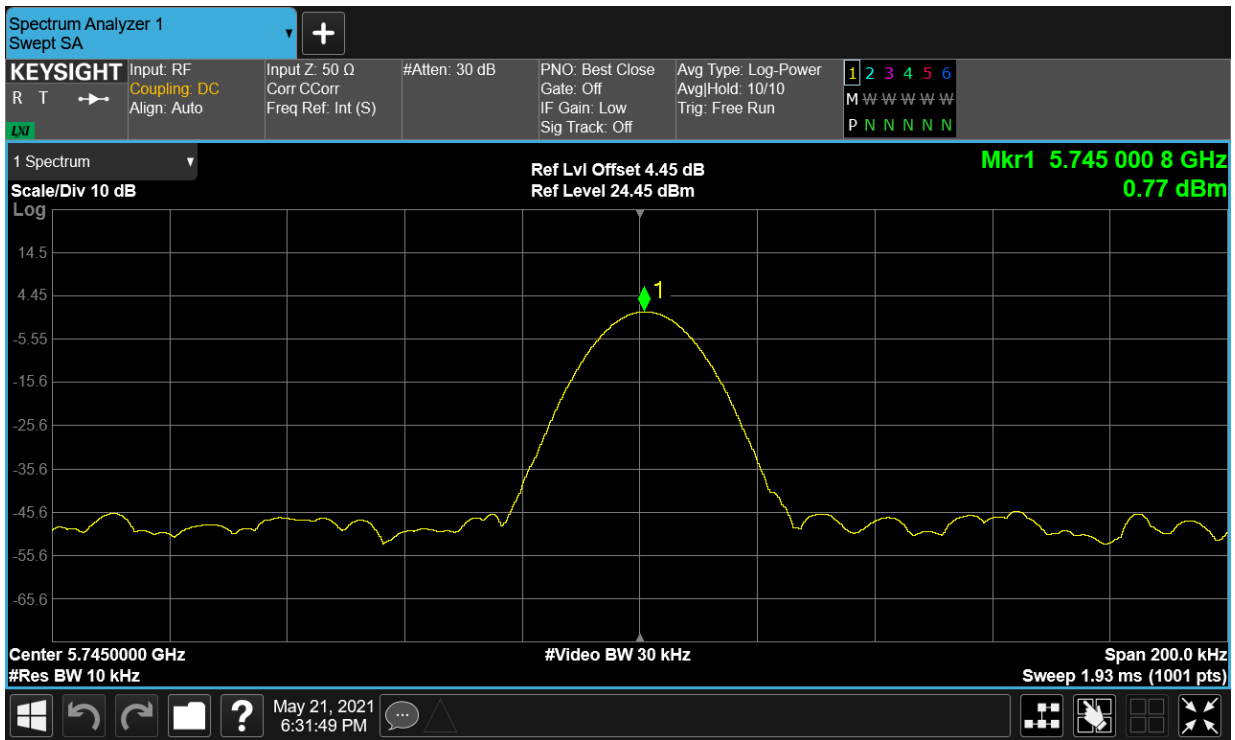 Spectrum Analyzer 1
Swept SA
▼
+
KEYSIGHT
R T
LXI
Input: RF
Coupling: DC
Align: Auto
Input Z: 50 Ω
Corr CCorr
Freq Ref: Int (S)
#Atten: 30 dB
PNO: Best Close
Gate: Off
IF Gain: Low
Sig Track: Off
Avg Type: Log-Power
Avg|Hold: 10/10
Trig: Free Run
1 2 3 4 5 6
M W W W W W
P N N N N N
1 Spectrum ▼
Scale/Div 10 dB
Ref Lvl Offset 4.45 dB
Ref Level 24.45 dBm
Mkr1 5.745 000 8 GHz
0.77 dBm
Log
14.5
4.45
-5.55
-15.6
-25.6
-35.6
-45.6
-55.6
-65.6
1
Center 5.7450000 GHz
#Res BW 10 kHz
#Video BW 30 kHz
Span 200.0 kHz
Sweep 1.93 ms (1001 pts)
?
May 21, 2021
6:31:49 PM